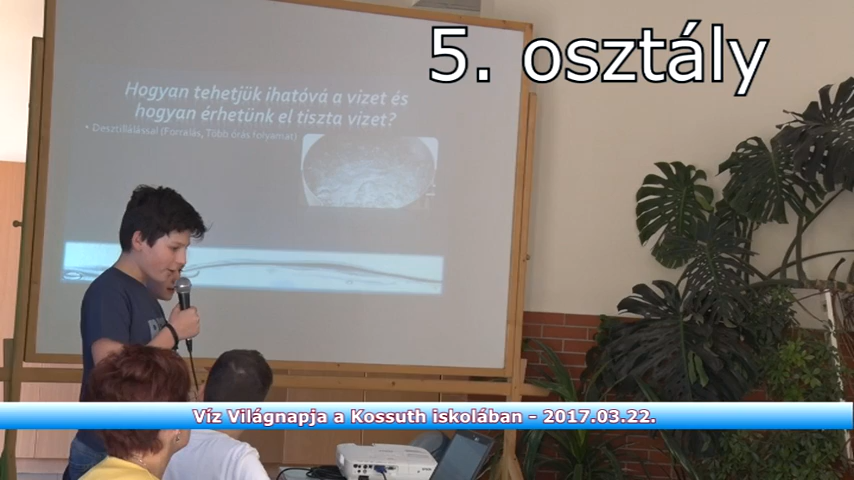 5. osztály
Hogyan tehetjük ihatóvá a vizet és
hogyan érhetünk el tiszta vizet?
• Desztillálással (Forralás, Több órás folyamat)
Víz Világnapja a Kossuth iskolában - 2017.03.22.